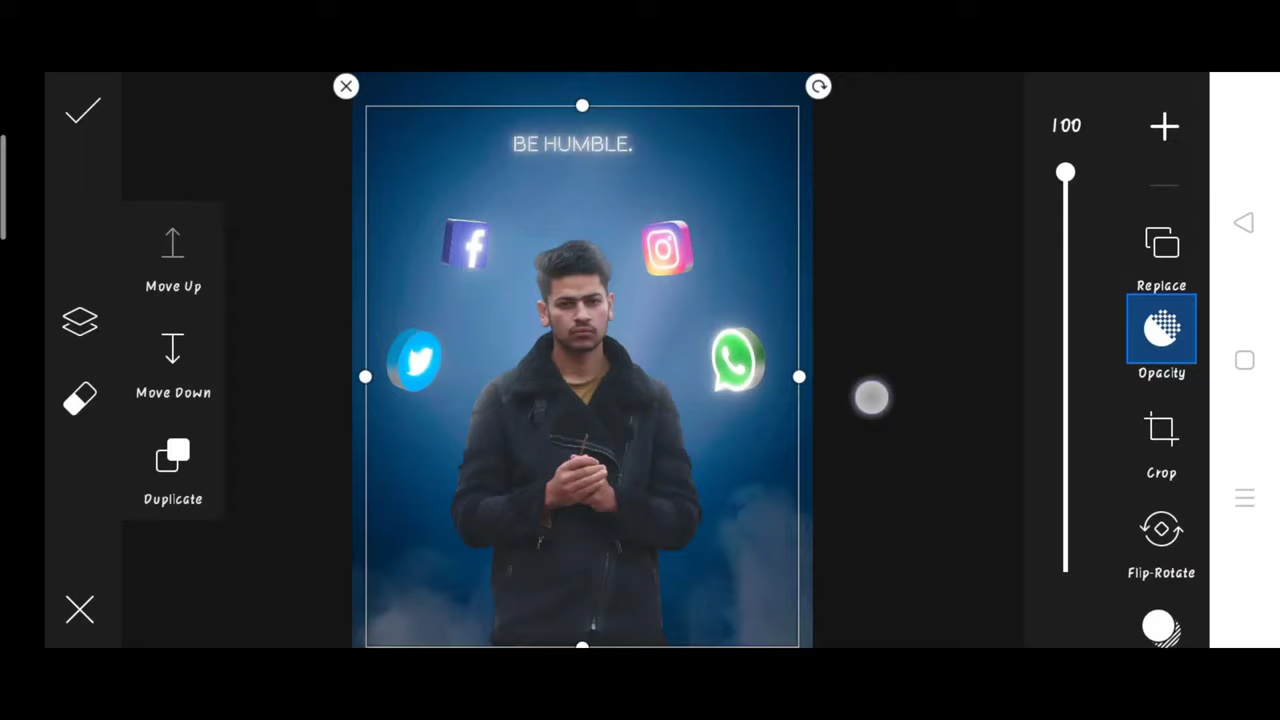 100
BE HUMBLE.
Move Up
Replace
Opacity
Move Down
Crop
Duplicate
Flip-Rotate